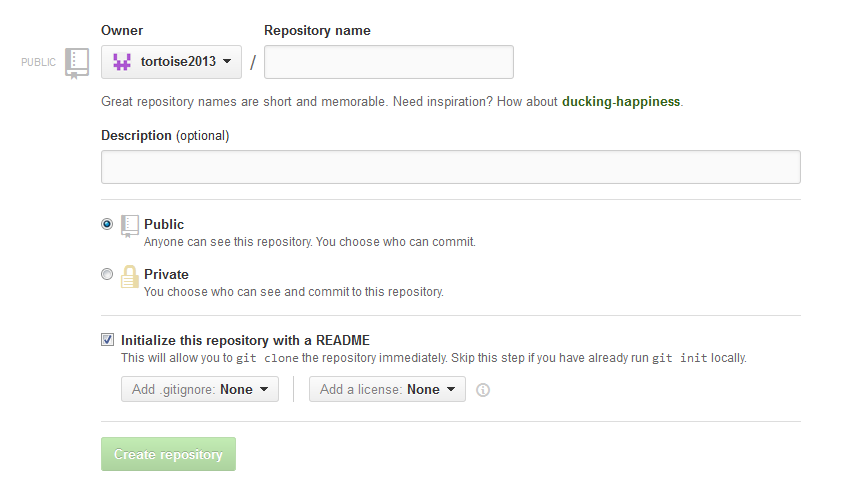 Owner
Repository name
PUBLIC
tortoise2013 /
Great repository names are short and memorable. Need inspiration? How about ducking-happiness.
Description (optional)
Public
Anyone can see this repository. You choose who can commit.
Private
You choose who can see and commit to this repository.
Initialize this repository with a README
This will allow you to git clone the repository immediately. Skip this step if you have already run git init locally.
Add .gitignore: None
Add a license: None
Create repository